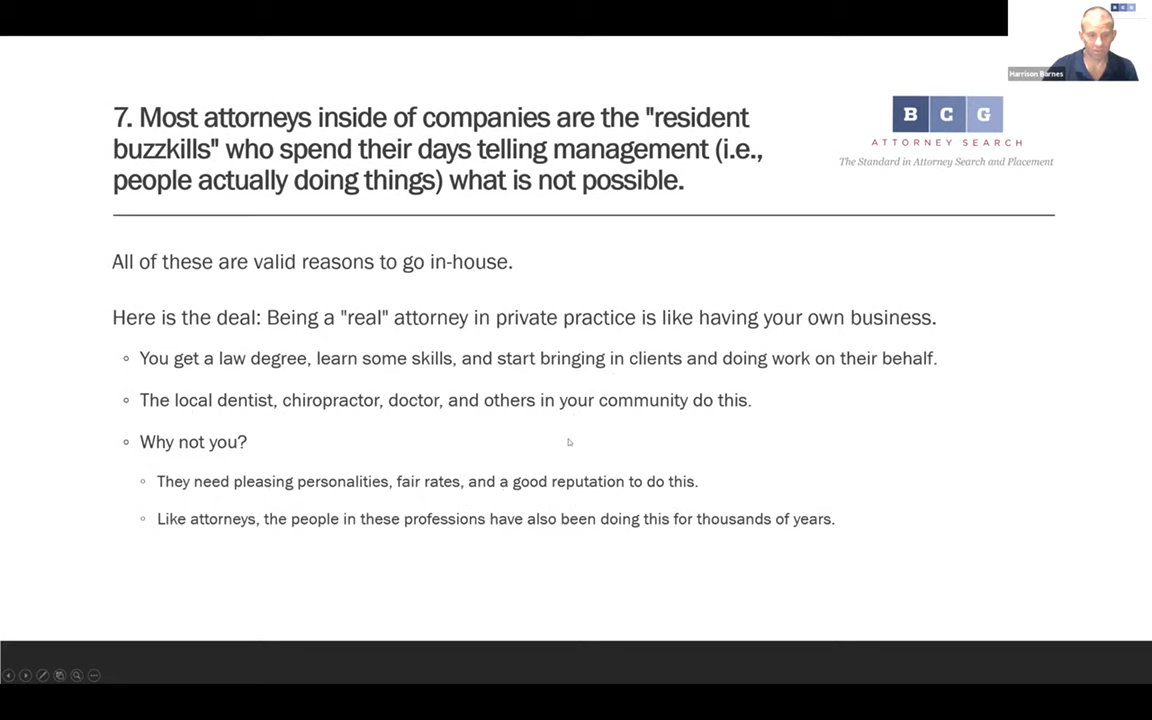 B C G
Harrison Barnes
7. Most attorneys inside of companies are the "resident
buzzkills" who spend their days telling management (i.e.,
people actually doing things) what is not possible.
B C G
ATTORNEY SEARCH
The Standard in Attorney Search and Placement
All of these are valid reasons to go in-house.
Here is the deal: Being a "real" attorney in private practice is like having your own business.
You get a law degree, learn some skills, and start bringing in clients and doing work on their behalf.
The local dentist, chiropractor, doctor, and others in your community do this.
Why not you?
They need pleasing personalities, fair rates, and a good reputation to do this.
Like attorneys, the people in these professions have also been doing this for thousands of years.